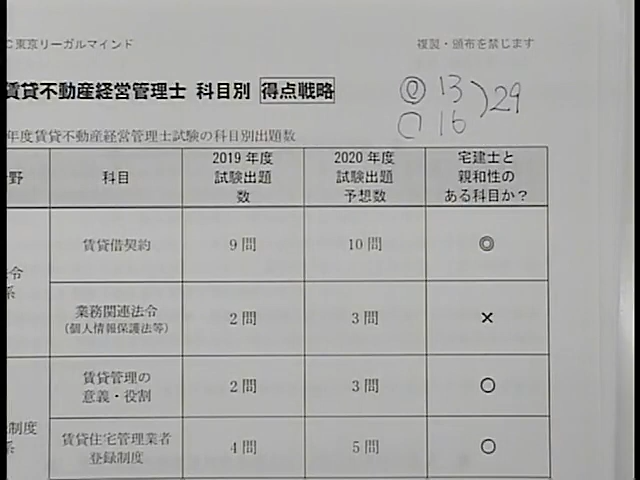 東京リーガルマインド 複製・頒布を禁じます
賃貸不動産経営管理士 科目別 得点戦略
◎ 13
○ 16
29
年度賃貸不動産経営管理士試験の科目別出題数
野 科目 2019年度 試験出題 数 2020年度 試験出題 予想数 宅建士と 親和性の ある科目か?
令
系
賃貸借契約 9問 10問 ◎
業務関連法令 (個人情報保護法等) 2問 3問 ×
賃貸管理の 意義・役割 2問 3問 ○
制度
系
賃貸住宅管理業者 登録制度 4問 5問 ○